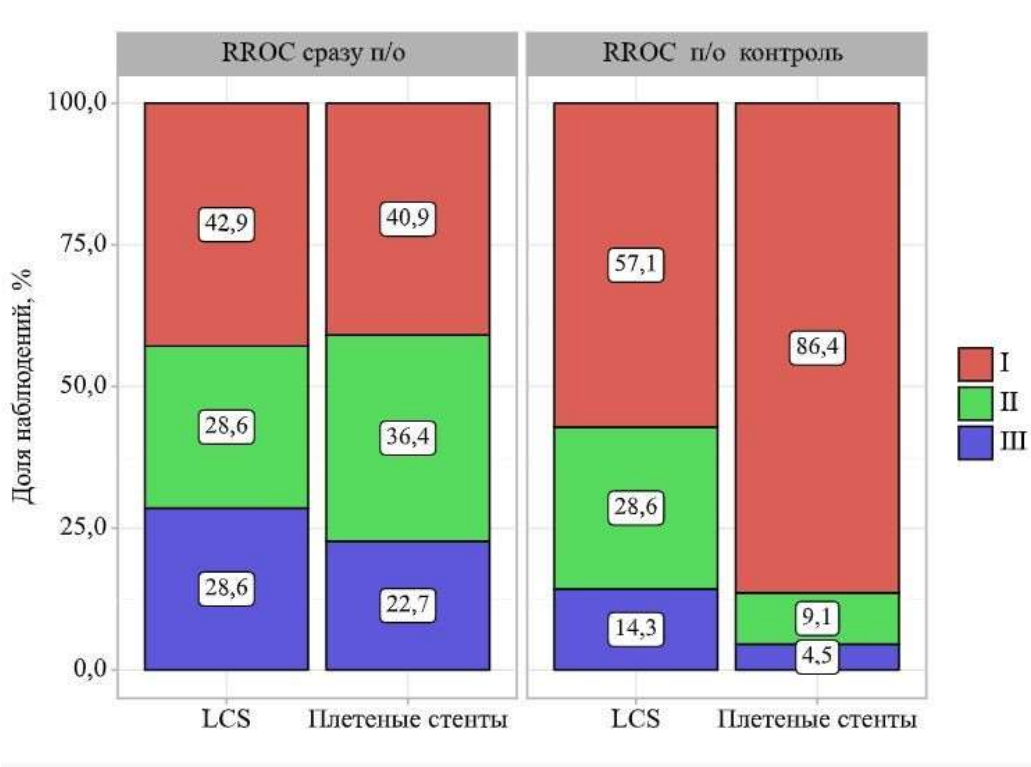 RROC сразу п/о
RROC п/о контроль
Доля наблюдений, %
100,0
75,0
50,0
25,0
0,0
42,9
28,6
28,6
40,9
36,4
22,7
57,1
28,6
14,3
86,4
9,1
4,5
LCS
Плетеные стенты
LCS
Плетеные стенты
I
II
III